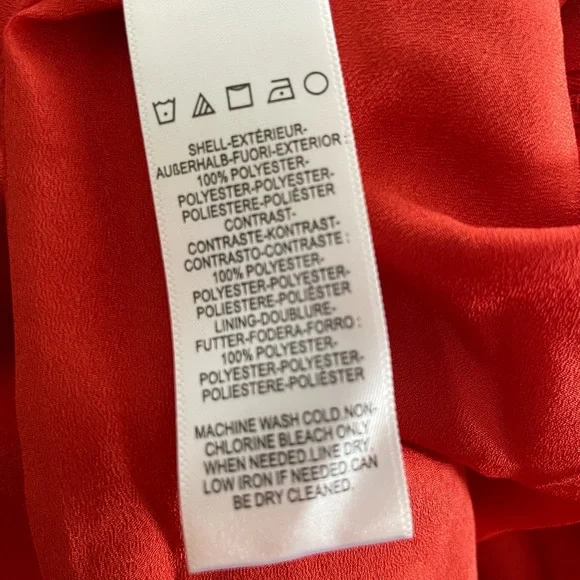 SHELL-EXTÉRIEUR-
AUßERHALB-FUORI-EXTERIOR :
100% POLYESTER-
POLYESTER-POLYESTER-
POLIESTERE-POLIÉSTER
CONTRAST-
CONTRASTE-KONTRAST-
CONTRASTO-CONTRASTE :
100% POLYESTER-
POLYESTER-POLYESTER-
POLIESTERE-POLIÉSTER
LINING-DOUBLURE-
FUTTER-FODERA-FORRO :
100% POLYESTER-
POLYESTER-POLYESTER-
POLIESTERE-POLIÉSTER
MACHINE WASH COLD.NON-
CHLORINE BLEACH ONLY
WHEN NEEDED.LINE DRY.
LOW IRON IF NEEDED.CAN
BE DRY CLEANED.